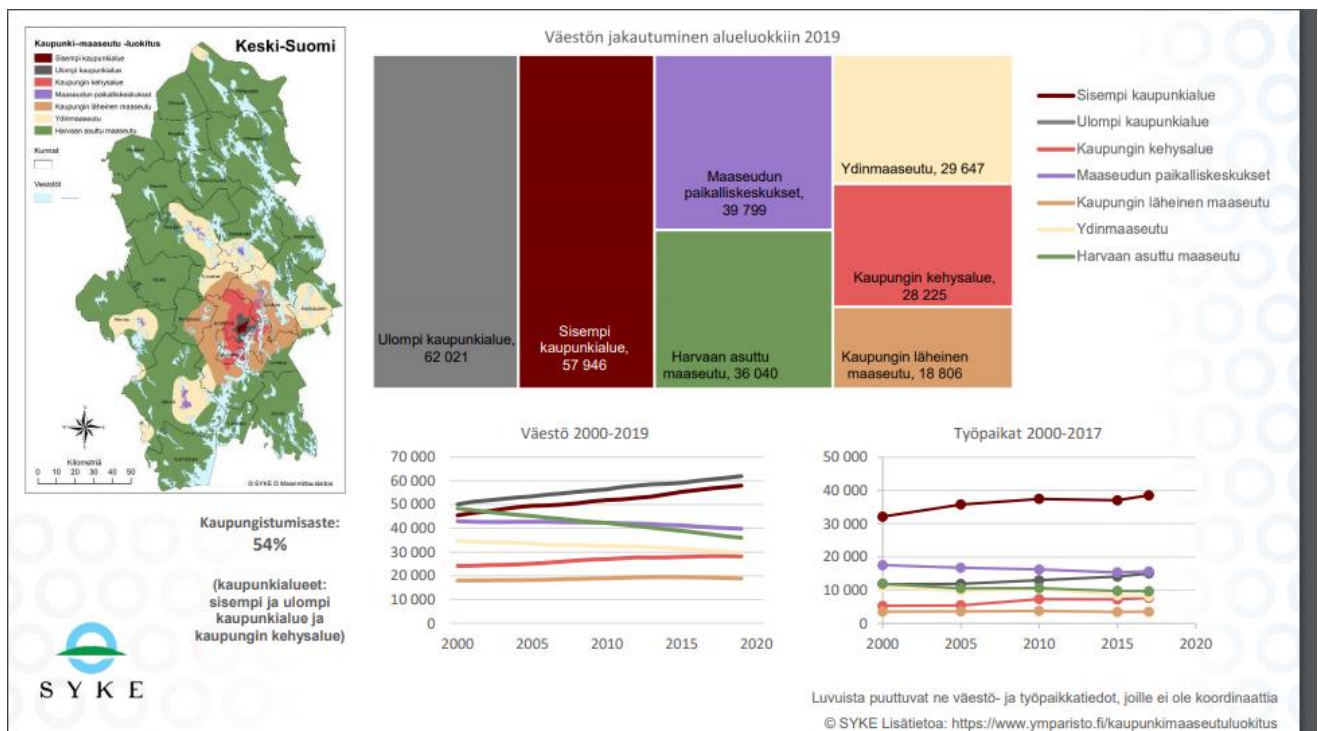 Kaupunki–maaseutu -luokitus
Keski-Suomi
Sisempi kaupunkialue
Ulompi kaupunkialue
Kaupungin kehysalue
Maaseudun paikalliskeskukset
Kaupungin läheinen maaseutu
Ydinmaaseutu
Harvaan asuttu maaseutu
Kunnat
Vesistöt
Kilometriä
0 10 20 30 40 50
Kaupungistumisaste:
54%
(kaupunkialueet:
sisempi ja ulompi
kaupunkialue ja
kaupungin kehysalue)
SYKE
Väestön jakautuminen alueluokkiin 2019
Ulompi kaupunkialue,
62 021
Sisempi
kaupunkialue,
57 946
Maaseudun
paikalliskeskukset,
39 799
Harvaan asuttu
maaseutu, 36 040
Ydinmaaseutu, 29 647
Kaupungin kehysalue,
28 225
Kaupungin läheinen
maaseutu, 18 806
Sisempi kaupunkialue
Ulompi kaupunkialue
Kaupungin kehysalue
Maaseudun paikalliskeskukset
Kaupungin läheinen maaseutu
Ydinmaaseutu
Harvaan asuttu maaseutu
Väestö 2000-2019
70 000
60 000
50 000
40 000
30 000
20 000
10 000
0
2000 2005 2010 2015 2020
Työpaikat 2000-2017
50 000
40 000
30 000
20 000
10 000
0
2000 2005 2010 2015 2020
Luvuista puuttuvat ne väestö- ja työpaikkatiedot, joille ei ole koordinaattia
© SYKE Lisätietoa: https://www.ymparisto.fi/kaupunkimaaseutuluokitus